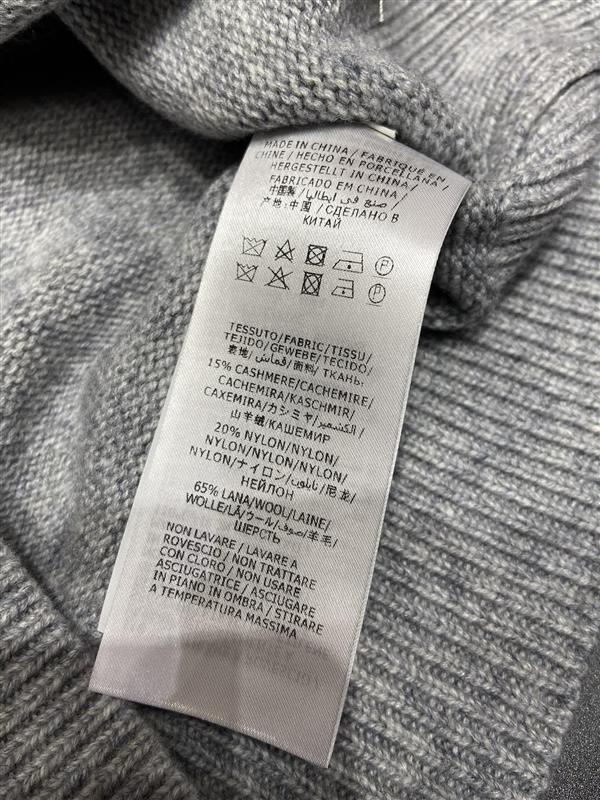 MADE IN CHINA / FABRIQUÉ EN
CHINE / HECHO EN PORCELLANA /
HERGESTELLT IN CHINA /
FABRICADO EM CHINA /
中国製 / صنع في ايطاليا /
产地: 中国 / СДЕЛАНО В
КИТАЙ
P
P
TESSUTO/FABRIC/TISSU/
TEJIDO/GEWEBE/TECIDO/
表地/قماش/面料/ТКАНЬ:
15% CASHMERE/CACHEMIRE/
CACHEMIRA/KASCHMIR/
CAXEMIRA/カシミヤ/الكشمير/
山羊绒/КАШЕМИР
20% NYLON/NYLON/
NYLON/NYLON/NYLON/
NYLON/ナイロン/نايلون/尼龙/
НЕЙЛОН
65% LANA/WOOL/LAINE/
WOLLE/LÃ/ウール/صوف/羊毛/
ШЕРСТЬ
NON LAVARE / LAVARE A
ROVESCIO / NON TRATTARE
CON CLORO / NON USARE
ASCIUGATRICE / ASCIUGARE
IN PIANO IN OMBRA / STIRARE
A TEMPERATURA MASSIMA